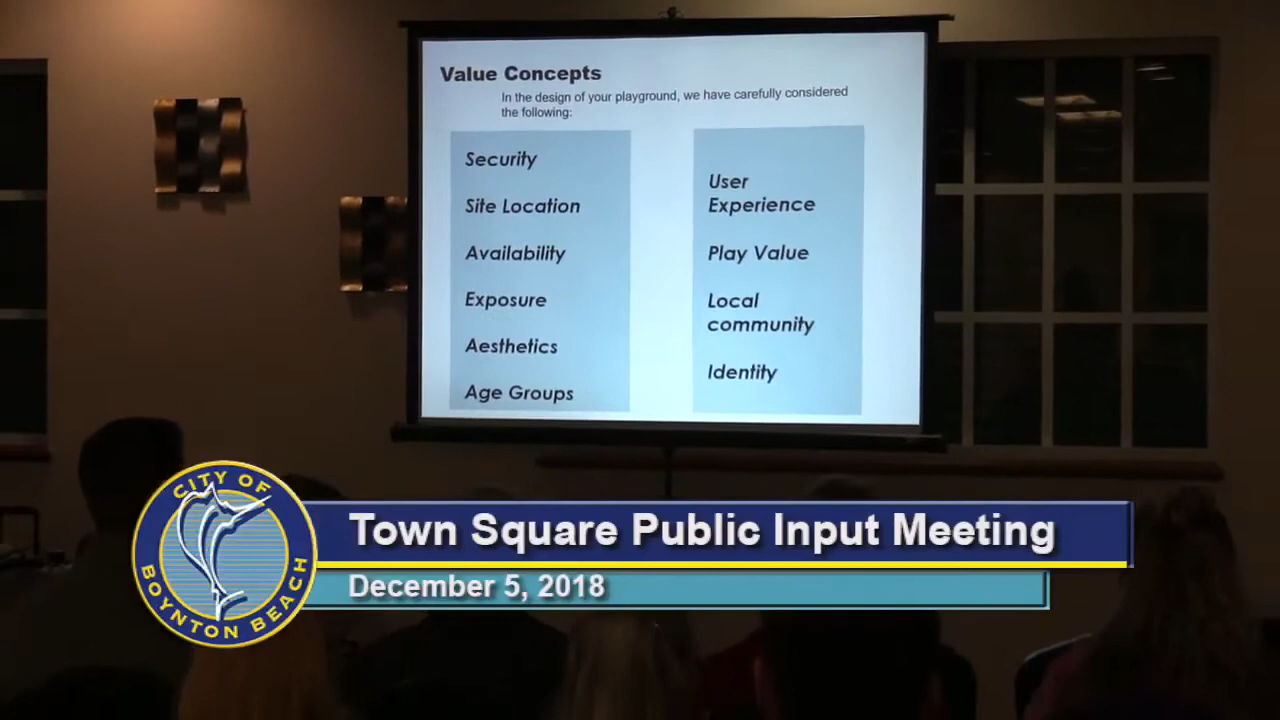 Value Concepts
In the design of your playground, we have carefully considered
the following:
Security
Site Location
Availability
Exposure
Aesthetics
Age Groups
User
Experience
Play Value
Local
community
Identity
CITY OF
BOYNTON BEACH
Town Square Public Input Meeting
December 5, 2018